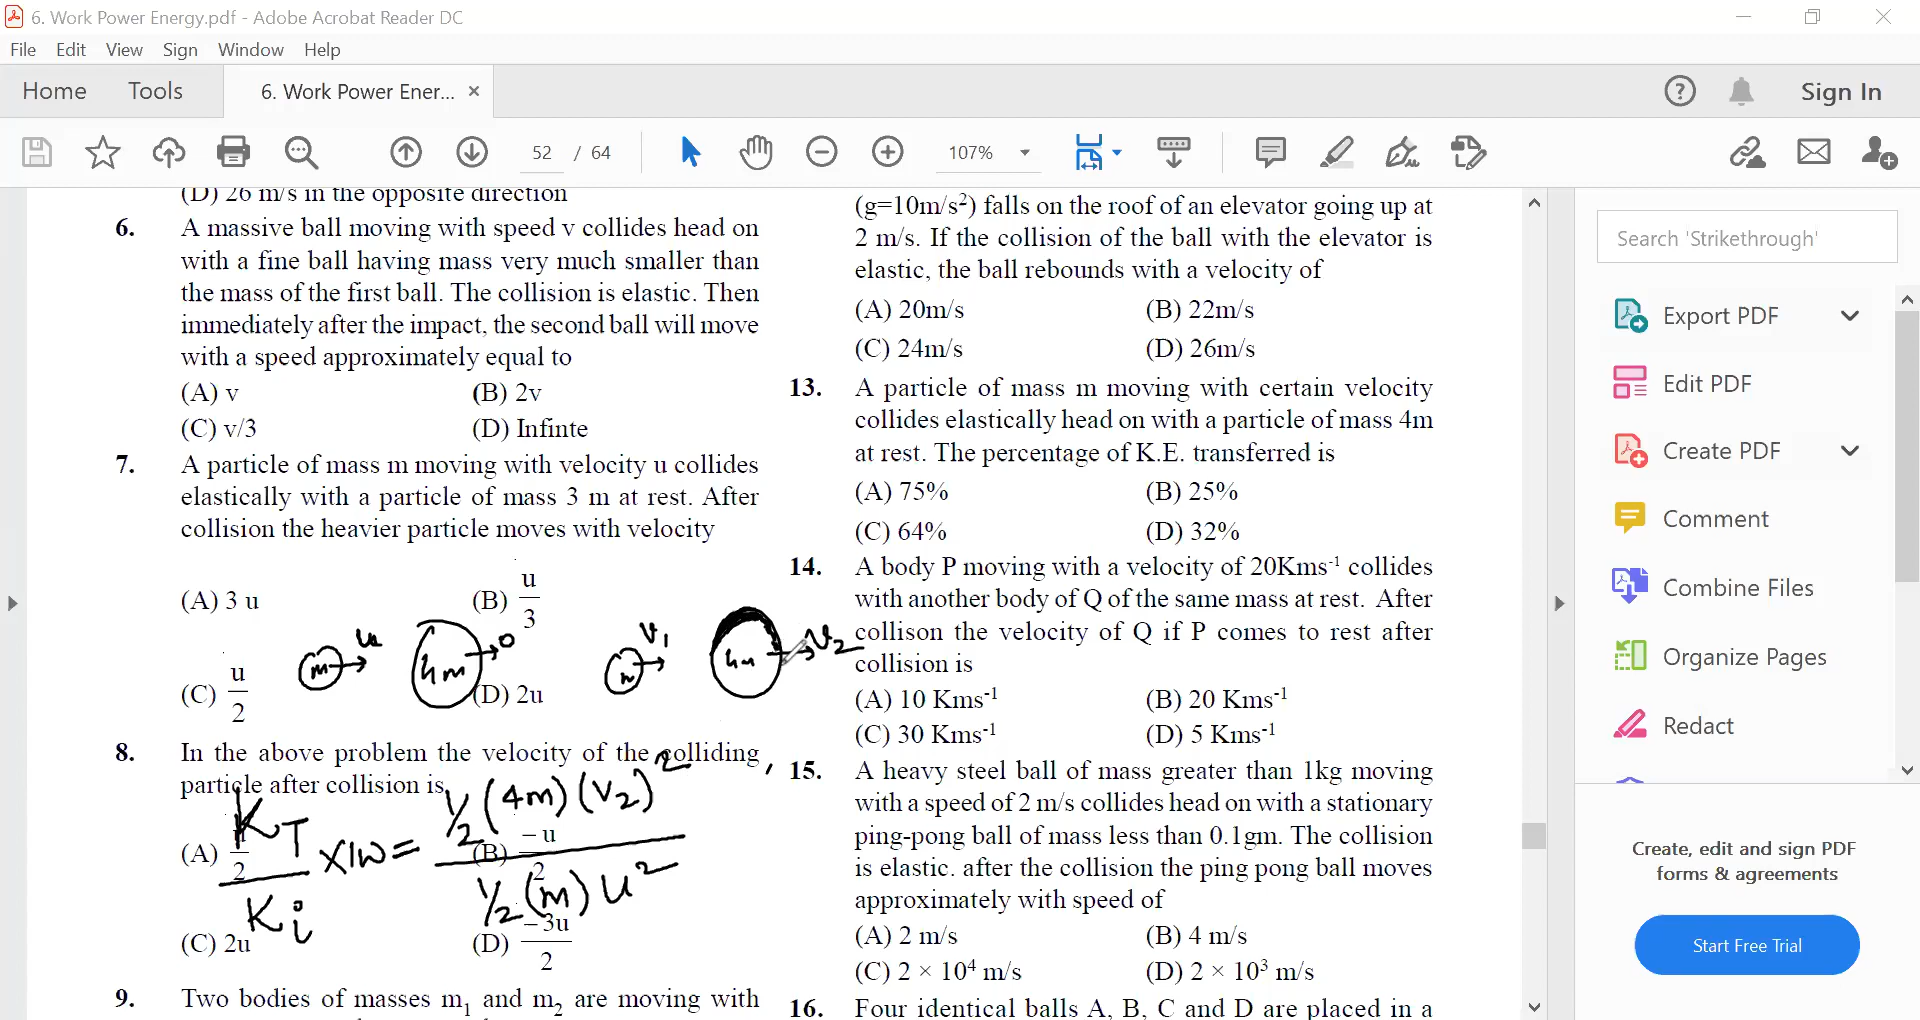 6. Work Power Energy.pdf - Adobe Acrobat Reader DC
File Edit View Sign Window Help
Home Tools 6. Work Power Ener... × Sign In
52 / 64 107%
(D) 26 m/s in the opposite direction
6. A massive ball moving with speed v collides head on
with a fine ball having mass very much smaller than
the mass of the first ball. The collision is elastic. Then
immediately after the impact, the second ball will move
with a speed approximately equal to
(A) v (B) 2v
(C) v/3 (D) Infinte
7. A particle of mass m moving with velocity u collides
elastically with a particle of mass 3 m at rest. After
collision the heavier particle moves with velocity
(A) 3 u (B) u/3
m u 4m 0 m v1 4m v2
(C) u/2 (D) 2u
8. In the above problem the velocity of the colliding
particle after collision is
(A) u/2 (B) -u/2
KT/Ki ×100 = 1/2 (4m) (v2)²/1/2 (m) u²
(C) 2u (D) -3u/2
9. Two bodies of masses m1 and m2 are moving with
(g=10m/s²) falls on the roof of an elevator going up at
2 m/s. If the collision of the ball with the elevator is
elastic, the ball rebounds with a velocity of
(A) 20m/s (B) 22m/s
(C) 24m/s (D) 26m/s
13. A particle of mass m moving with certain velocity
collides elastically head on with a particle of mass 4m
at rest. The percentage of K.E. transferred is
(A) 75% (B) 25%
(C) 64% (D) 32%
14. A body P moving with a velocity of 20Kms⁻¹ collides
with another body of Q of the same mass at rest. After
collison the velocity of Q if P comes to rest after
collision is
(A) 10 Kms⁻¹ (B) 20 Kms⁻¹
(C) 30 Kms⁻¹ (D) 5 Kms⁻¹
15. A heavy steel ball of mass greater than 1kg moving
with a speed of 2 m/s collides head on with a stationary
ping-pong ball of mass less than 0.1gm. The collision
is elastic. after the collision the ping pong ball moves
approximately with speed of
(A) 2 m/s (B) 4 m/s
(C) 2 × 10⁴ m/s (D) 2 × 10³ m/s
16. Four identical balls A, B, C and D are placed in a
Search 'Strikethrough'
Export PDF
Edit PDF
Create PDF
Comment
Combine Files
Organize Pages
Redact
Create, edit and sign PDF
forms & agreements
Start Free Trial